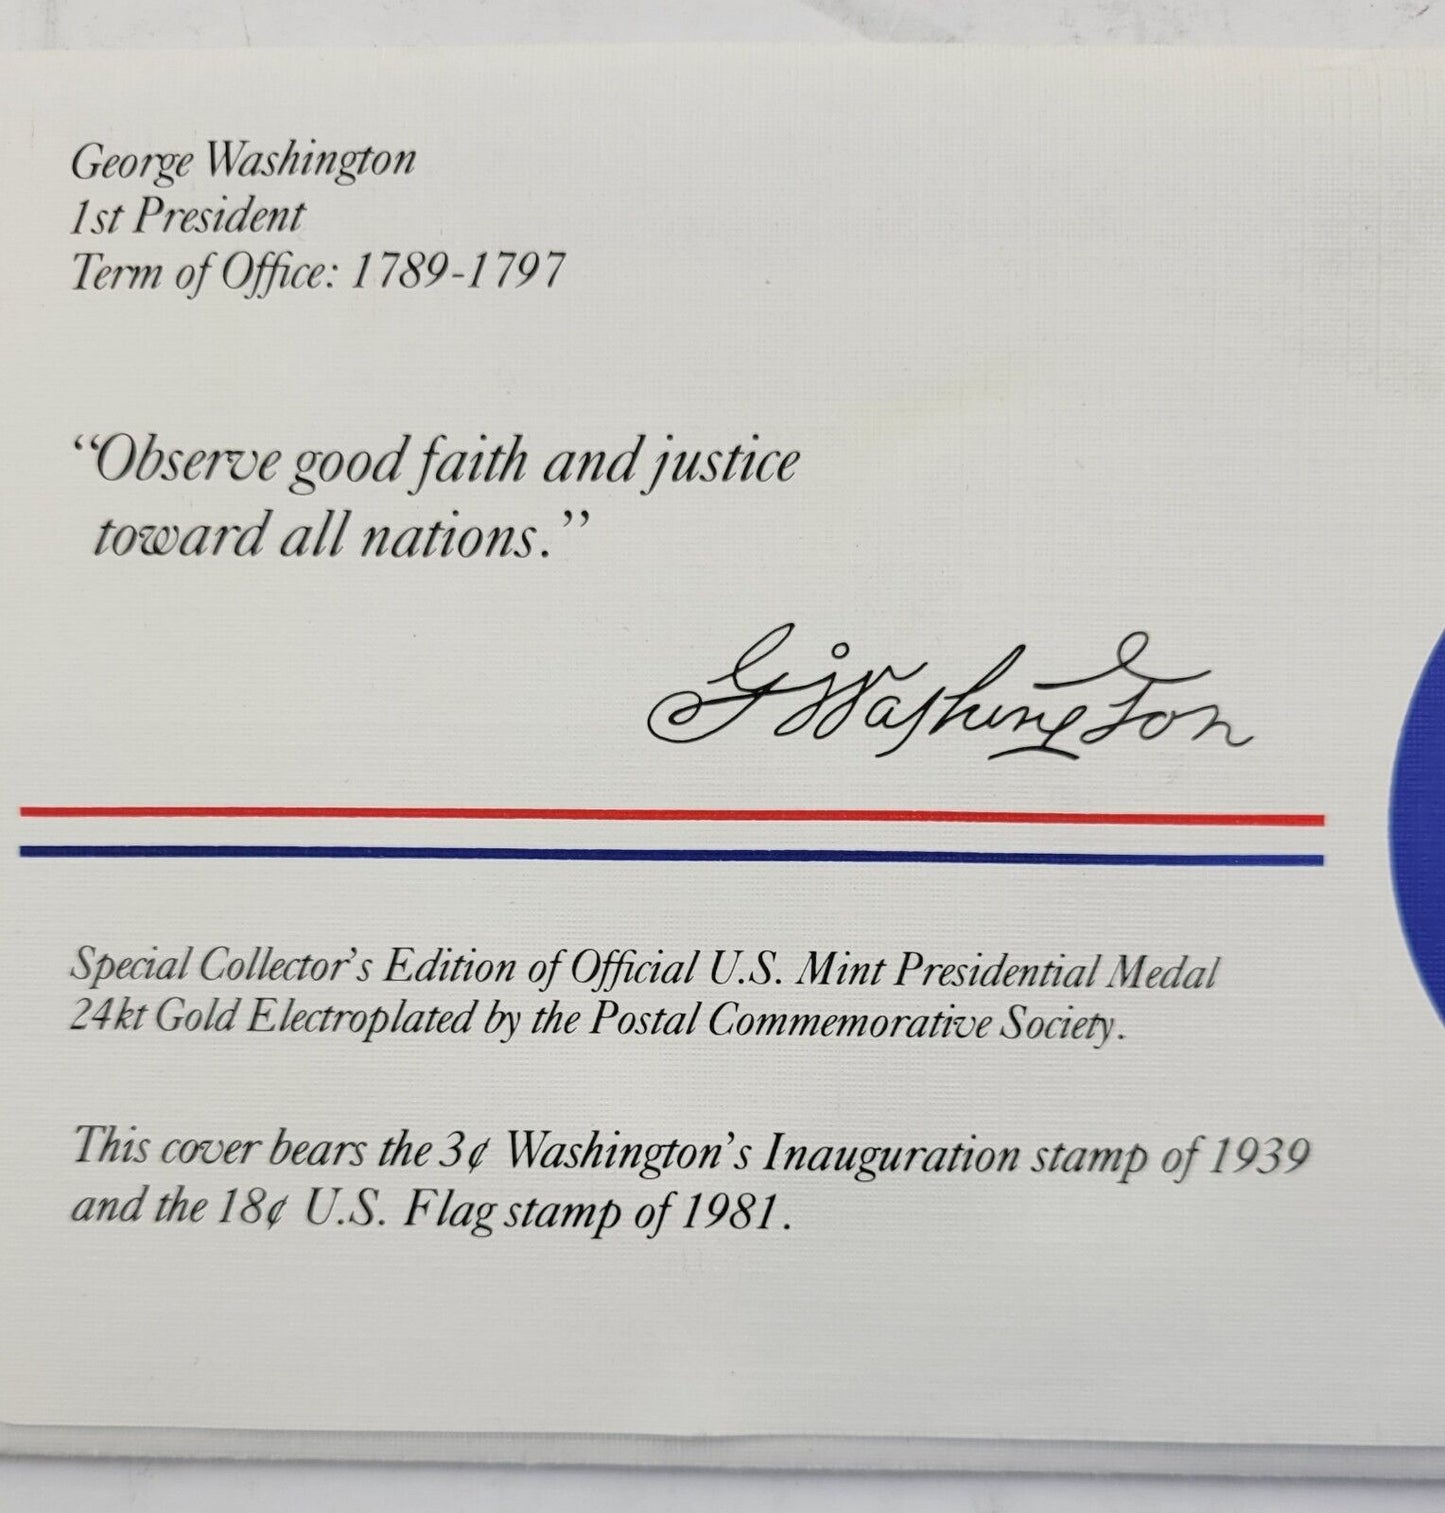 George Washington
1st President
Term of Office: 1789-1797
“Observe good faith and justice
toward all nations.”
GWashington
Special Collector’s Edition of Official U.S. Mint Presidential Medal
24kt Gold Electroplated by the Postal Commemorative Society.
This cover bears the 3¢ Washington’s Inauguration stamp of 1939
and the 18¢ U.S. Flag stamp of 1981.